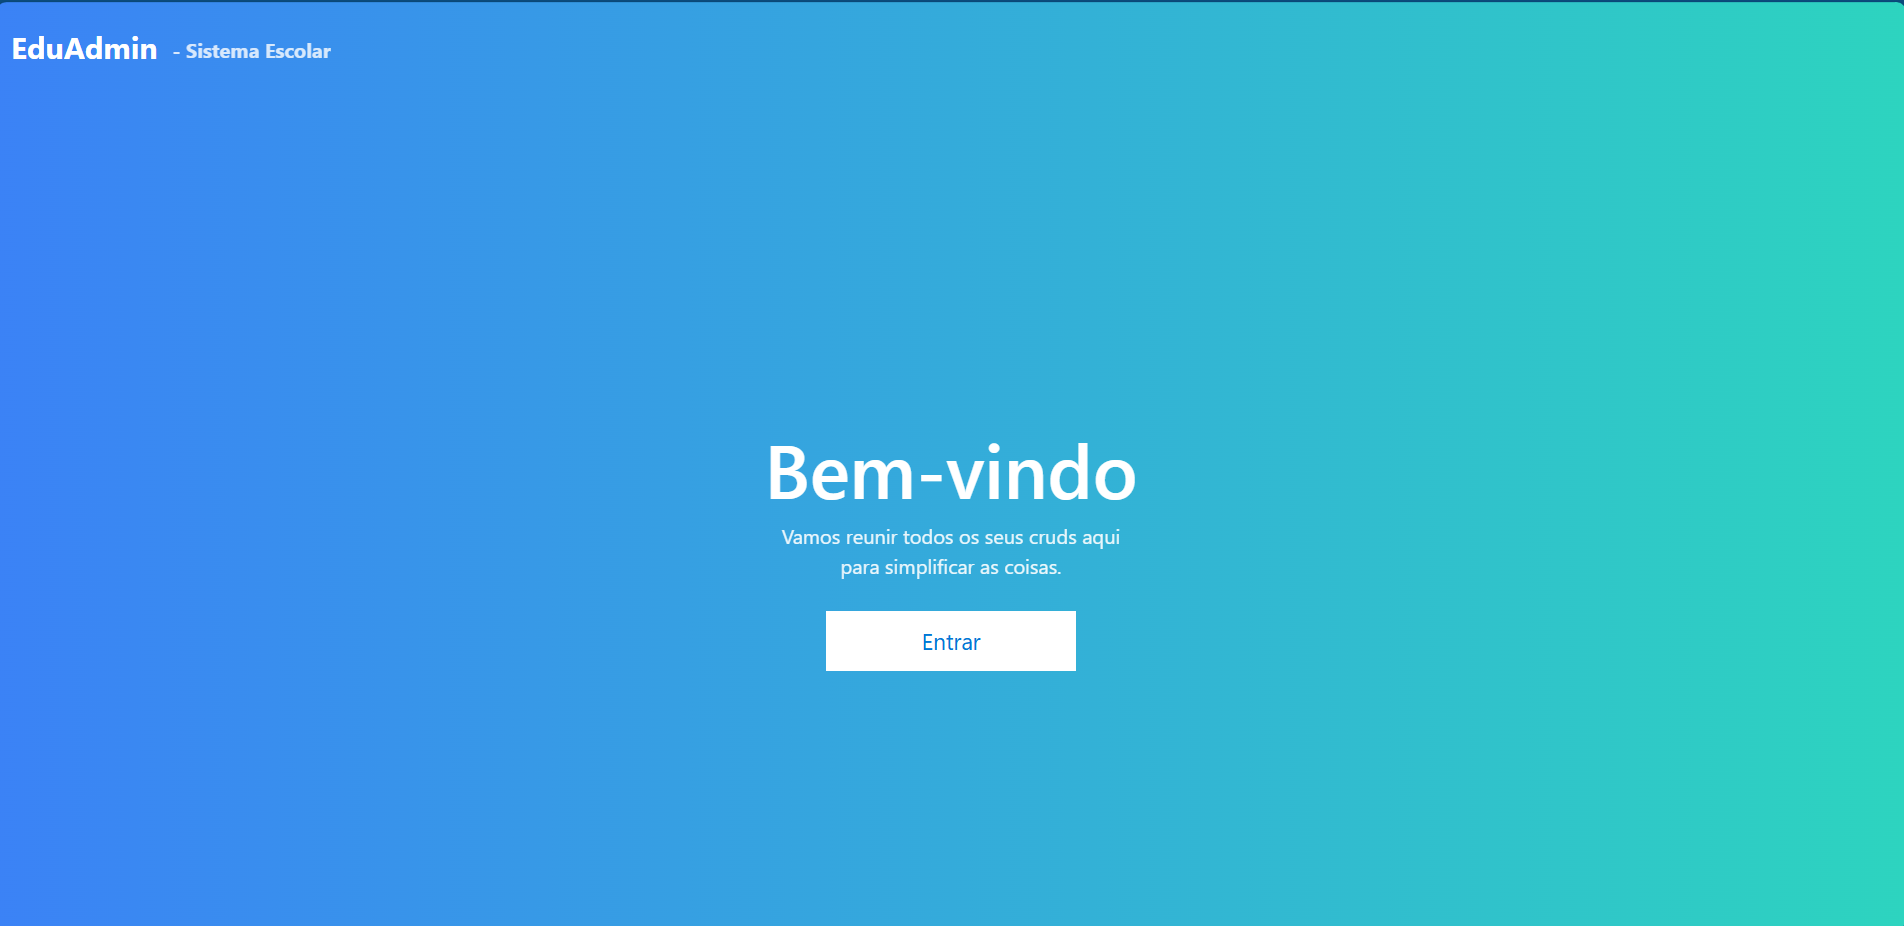 EduAdmin - Sistema Escolar
Bem-vindo
Vamos reunir todos os seus cruds aqui
para simplificar as coisas.
Entrar